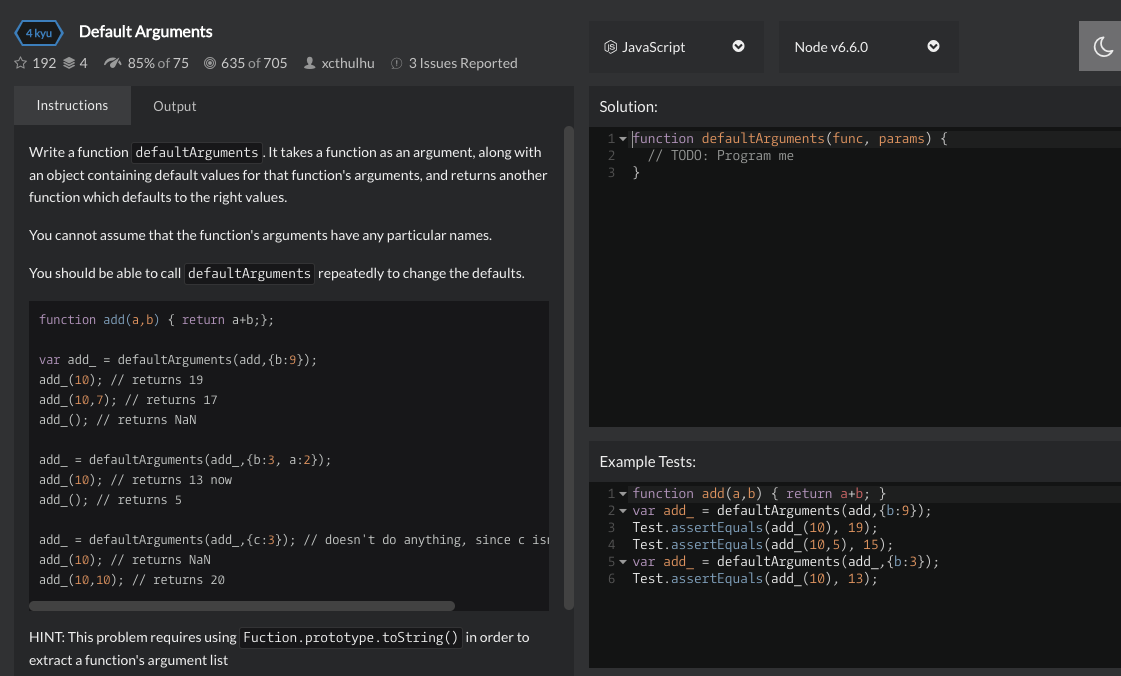 4 kyu Default Arguments
192 4 85% of 75 635 of 705 xcthulhu 3 Issues Reported
Instructions Output
Write a function defaultArguments. It takes a function as an argument, along with
an object containing default values for that function's arguments, and returns another
function which defaults to the right values.
You cannot assume that the function's arguments have any particular names.
You should be able to call defaultArguments repeatedly to change the defaults.
function add(a,b) { return a+b;};
var add_ = defaultArguments(add,{b:9});
add_(10); // returns 19
add_(10,7); // returns 17
add_(); // returns NaN
add_ = defaultArguments(add_,{b:3, a:2});
add_(10); // returns 13 now
add_(); // returns 5
add_ = defaultArguments(add_,{c:3}); // doesn't do anything, since c isn
add_(10); // returns NaN
add_(10,10); // returns 20
HINT: This problem requires using Fuction.prototype.toString() in order to
extract a function's argument list
JavaScript
Node v6.6.0
Solution:
1 function defaultArguments(func, params) {
2 // TODO: Program me
3 }
Example Tests:
1 function add(a,b) { return a+b; }
2 var add_ = defaultArguments(add,{b:9});
3 Test.assertEquals(add_(10), 19);
4 Test.assertEquals(add_(10,5), 15);
5 var add_ = defaultArguments(add_,{b:3});
6 Test.assertEquals(add_(10), 13);